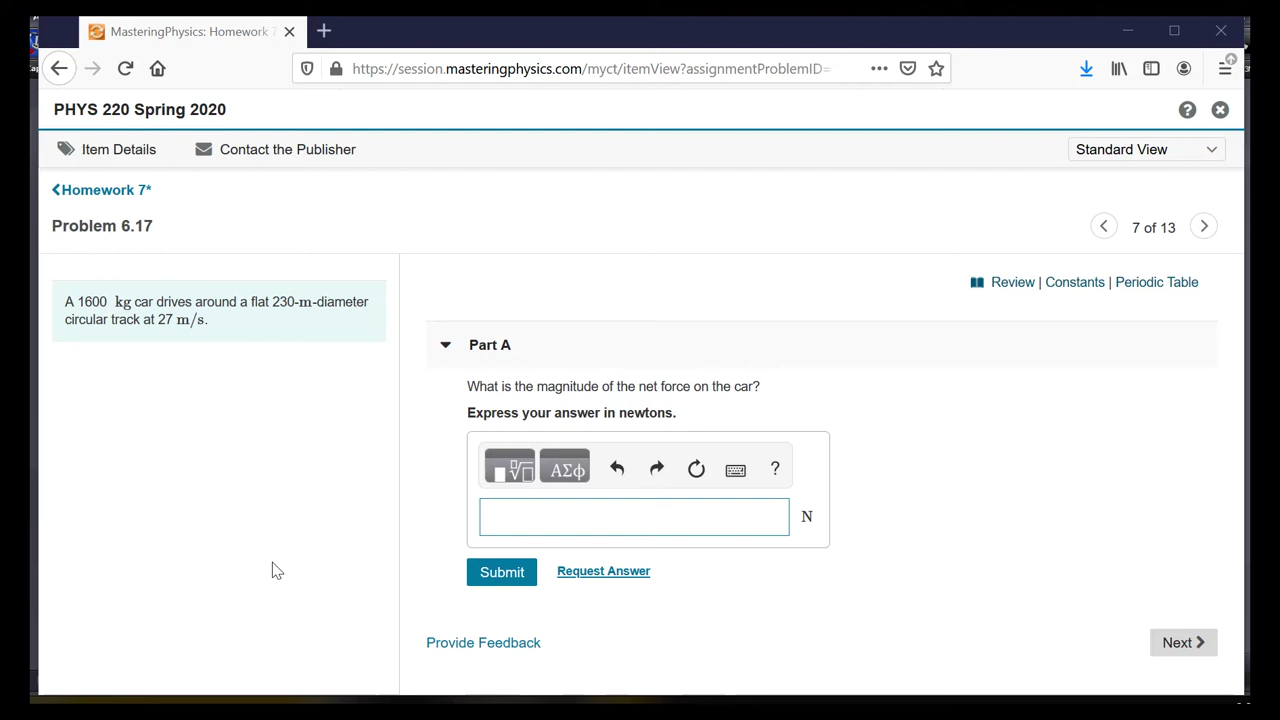 MasteringPhysics: Homework 7
https://session.masteringphysics.com/myct/itemView?assignmentProblemID=
PHYS 220 Spring 2020
Item Details
Contact the Publisher
Standard View
Homework 7*
Problem 6.17
7 of 13
A 1600 kg car drives around a flat 230-m-diameter
circular track at 27 m/s.
Review | Constants | Periodic Table
Part A
What is the magnitude of the net force on the car?
Express your answer in newtons.
ΑΣϕ
?
N
Submit
Request Answer
Provide Feedback
Next